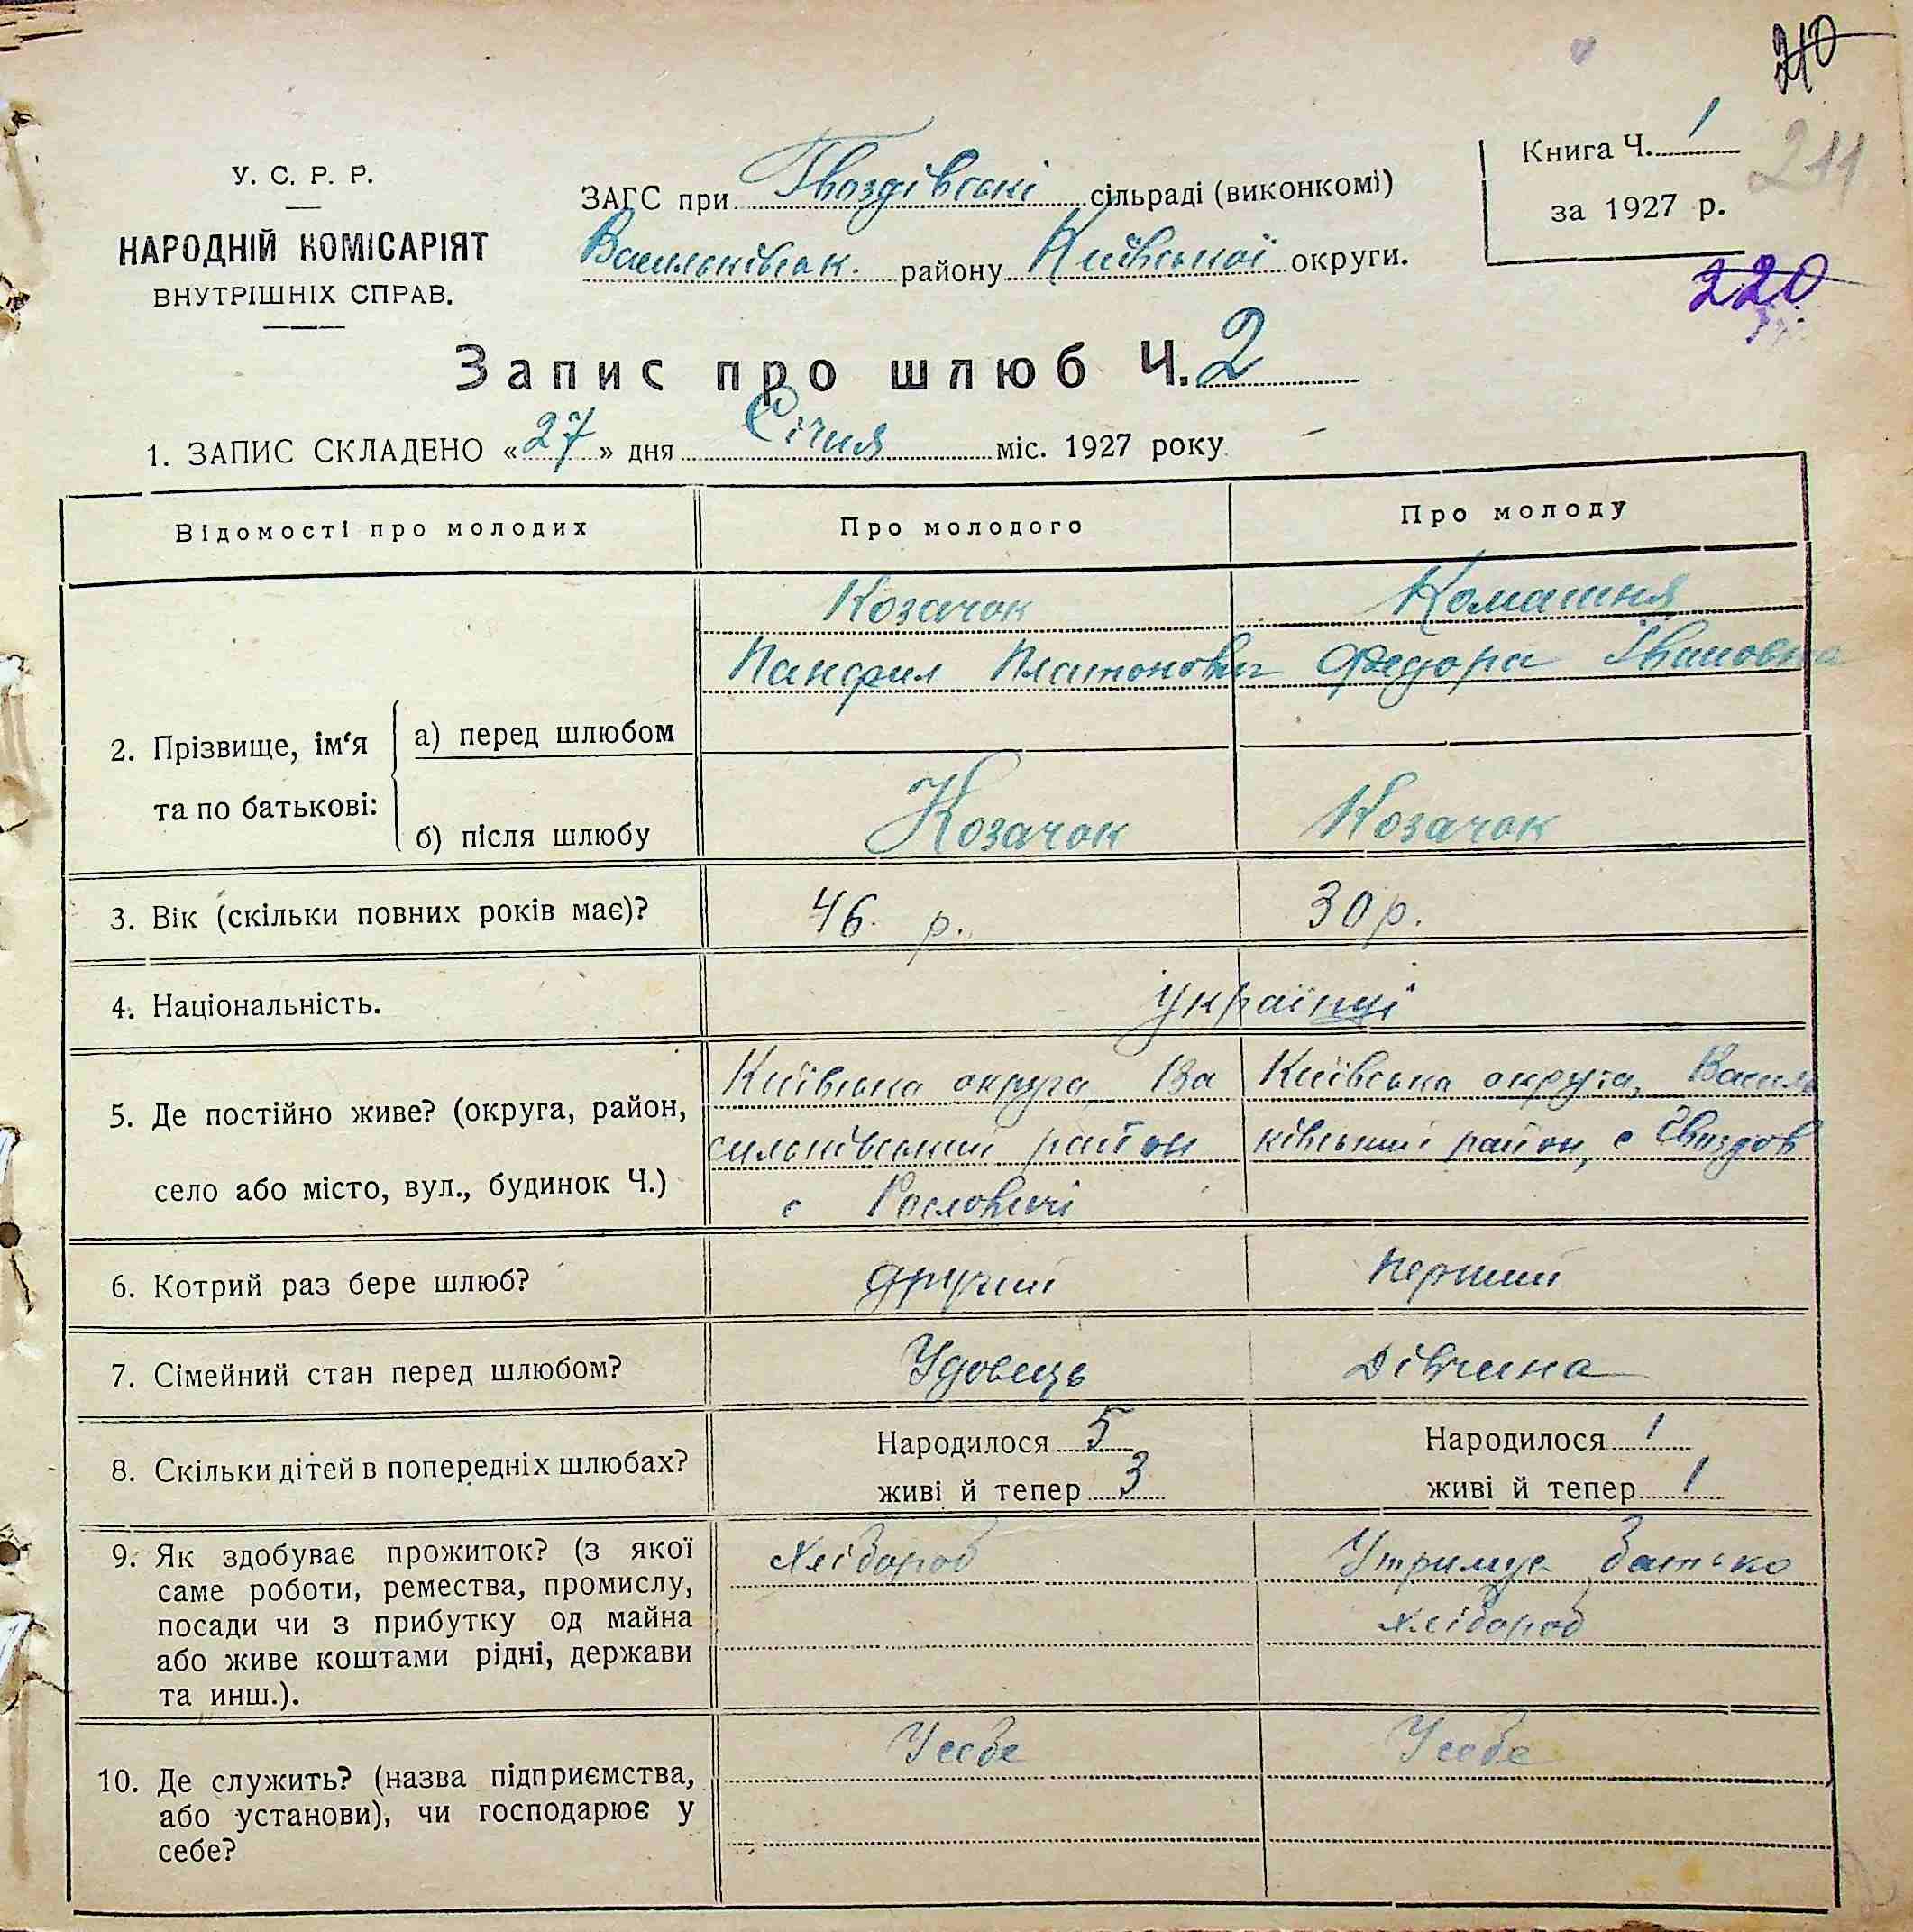 210
У. С. Р. Р.
НАРОДНІЙ КОМІСАРІЯТ
ВНУТРІШНІХ СПРАВ.
ЗАГС при Гвоздівські сільраді (виконкомі)
Васильківськ. району Київської округи.
Книга Ч. 1
за 1927 р.
211
220
Запис про шлюб Ч. 2
1. ЗАПИС СКЛАДЕНО «27» дня Січня міс. 1927 року
Відомості про молодих
Про молодого
Про молоду
2. Прізвище, ім'я
та по батькові:
а) перед шлюбом
Козачок
Панфил Платонович
Комашня
Федора Івановна
б) після шлюбу
Козачок
Козачок
3. Вік (скільки повних років має)?
46. р.
30 р.
4. Національність.
українці
5. Де постійно живе? (округа, район,
село або місто, вул., будинок Ч.)
Київська округа, Ва
сильківський район
с Рословичі
Київська округа, Василь
ківський район, с Гвиздов
6. Котрий раз бере шлюб?
другий
перший
7. Сімейний стан перед шлюбом?
Удовець
Дівчина
8. Скільки дітей в попередніх шлюбах?
Народилося 5
живі й тепер 3
Народилося 1
живі й тепер 1
9. Як здобуває прожиток? (з якої
саме роботи, ремества, промислу,
посади чи з прибутку од майна
або живе коштами рідні, держави
та инш.).
хлібороб
Утримує батько
хлібороб
10. Де служить? (назва підприємства,
або установи), чи господарює у
себе?
У себе
У себе